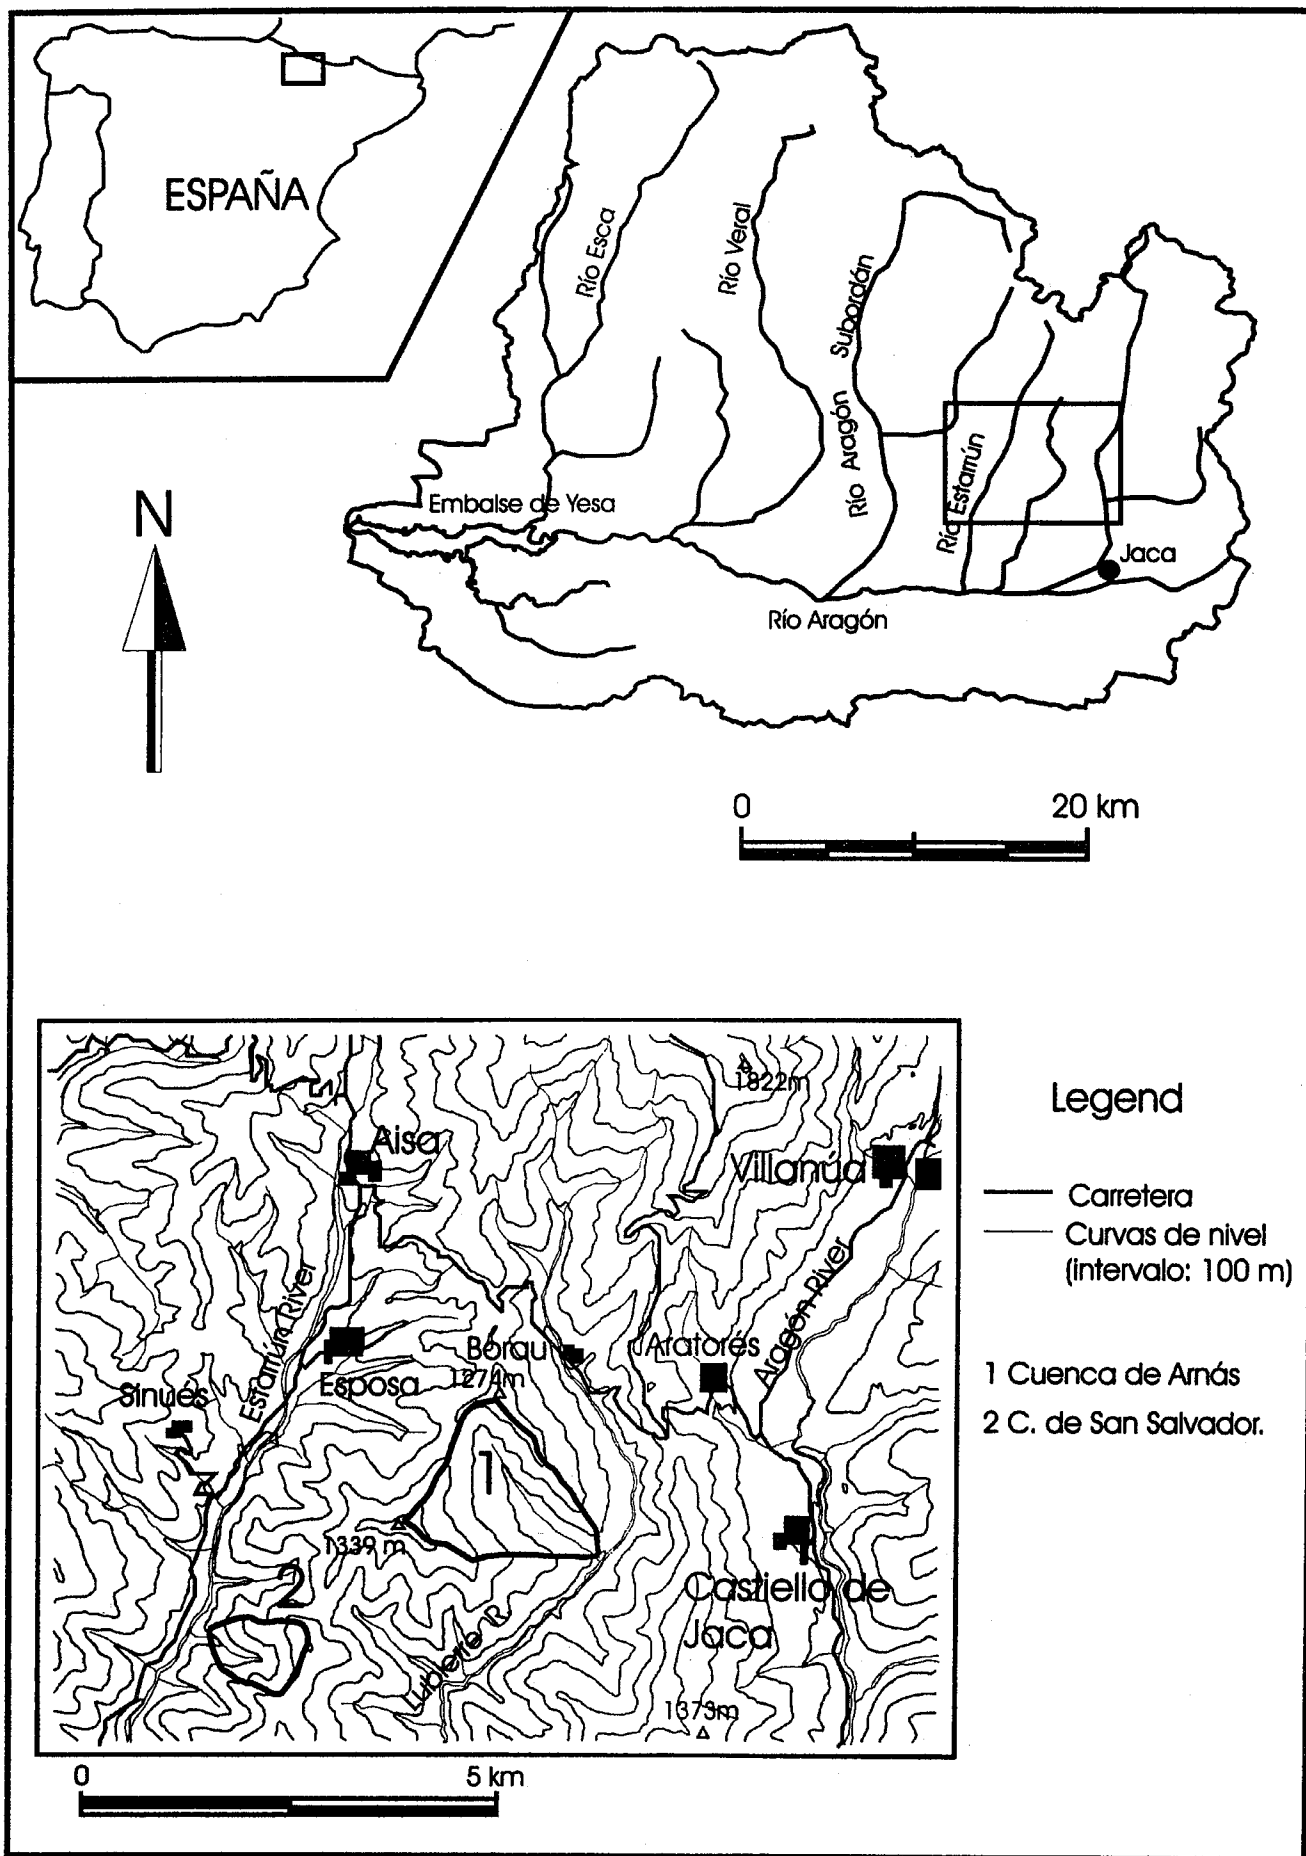 ESPAÑA
Río Esca
Río Veral
Río Aragón Subordán
Río Estarrún
Embalse de Yesa
Jaca
Río Aragón
N
0 20 km
1822m
Aisa
Villanúa
Estarrún River
Aragón River
Borau
Aratorés
Esposa
1274m
Sinués
1
1339 m
2
Castiello de
Jaca
Lubierre R.
1373m
0 5 km
Legend
Carretera
Curvas de nivel
(intervalo: 100 m)
1 Cuenca de Arnás
2 C. de San Salvador.